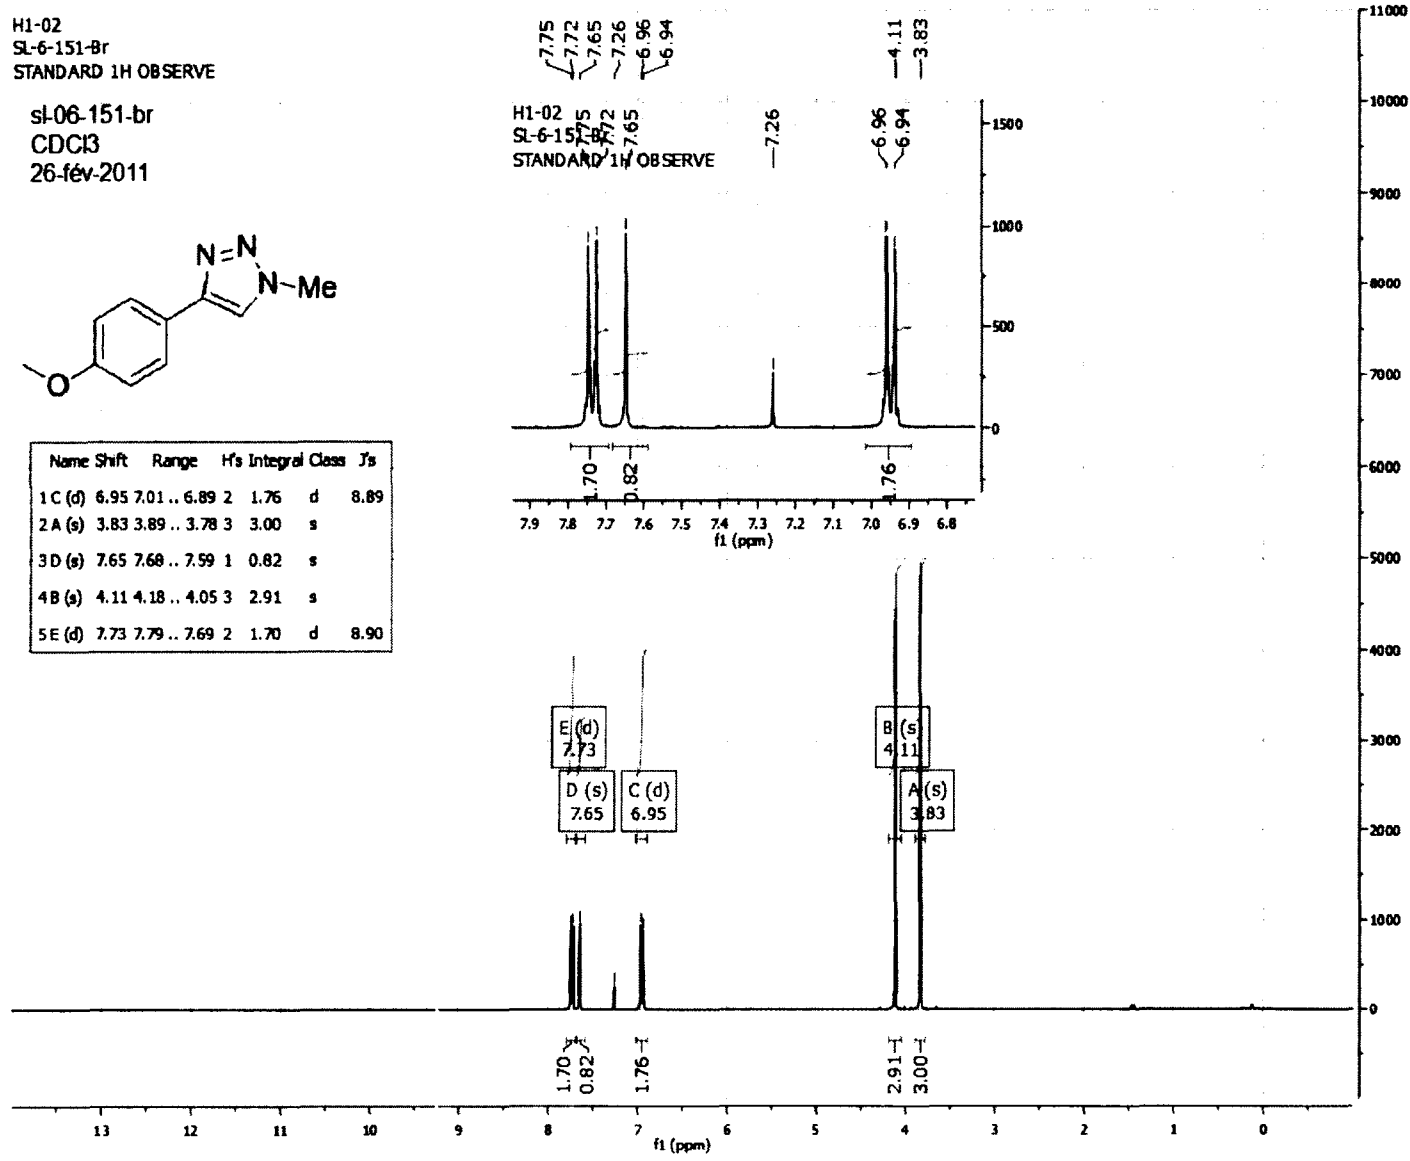 H1-02
SL-6-151-Br
STANDARD 1H OBSERVE
sl-06-151-br
CDCl3
26-fév-2011
N=N
N-Me
O
Name Shift Range H's Integral Class J's
1 C (d) 6.95 7.01 .. 6.89 2 1.76 d 8.89
2 A (s) 3.83 3.89 .. 3.78 3 3.00 s
3 D (s) 7.65 7.68 .. 7.59 1 0.82 s
4 B (s) 4.11 4.18 .. 4.05 3 2.91 s
5 E (d) 7.73 7.79 .. 7.69 2 1.70 d 8.90
7.75
7.72
7.65
7.26
6.96
6.94
4.11
3.83
H1-02
SL-6-151-Br
STANDARD 1H OBSERVE
7.75
7.72
7.65
7.26
6.96
6.94
1500
1000
500
0
1.70
0.82
1.76
7.9 7.8 7.7 7.6 7.5 7.4 7.3 7.2 7.1 7.0 6.9 6.8
f1 (ppm)
E (d)
7.73
D (s)
7.65
C (d)
6.95
B (s)
4.11
A (s)
3.83
1.70
0.82
1.76
2.91
3.00
13 12 11 10 9 8 7 6 5 4 3 2 1 0
f1 (ppm)
11000
10000
9000
8000
7000
6000
5000
4000
3000
2000
1000
0